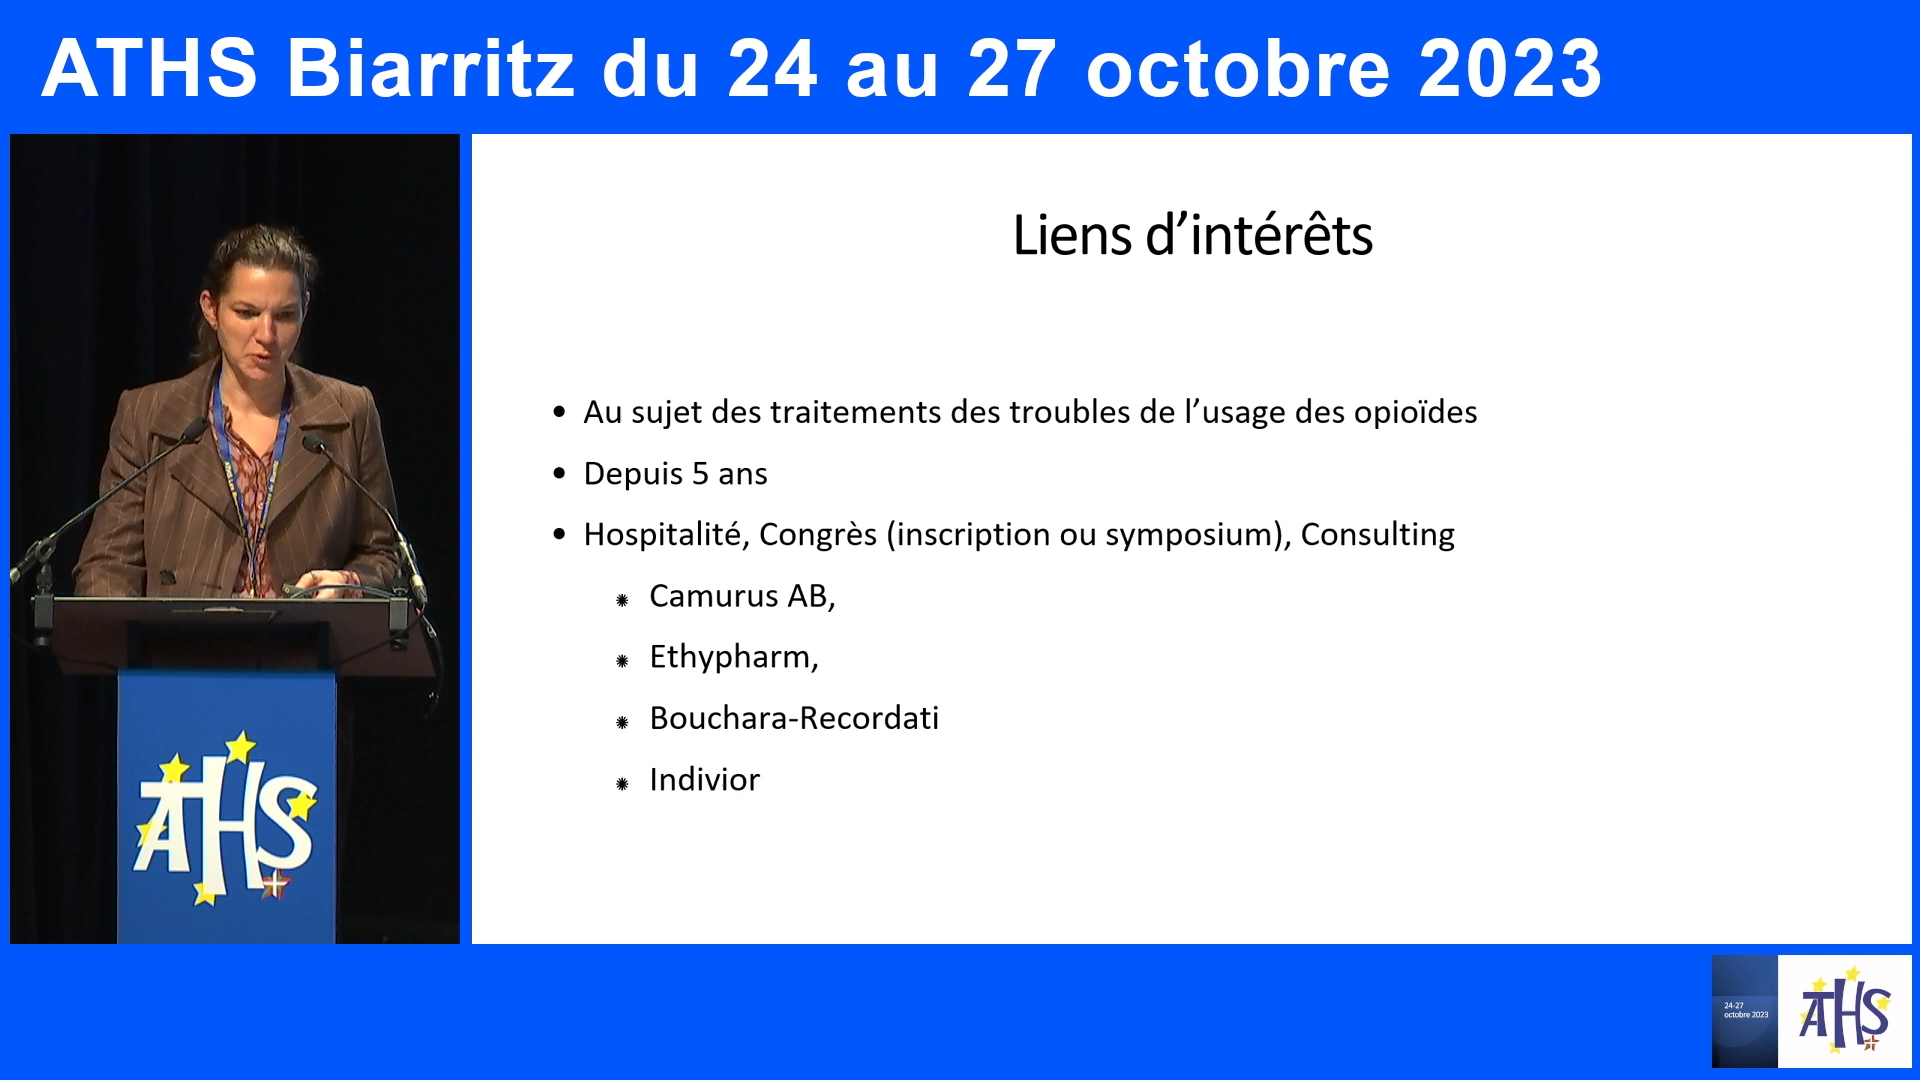 ATHS Biarritz du 24 au 27 octobre 2023
Liens d’intérêts
• Au sujet des traitements des troubles de l’usage des opioïdes
• Depuis 5 ans
• Hospitalité, Congrès (inscription ou symposium), Consulting
Camurus AB,
Ethypharm,
Bouchara-Recordati
Indivior
ATHS
24-27
octobre 2023
ATHS